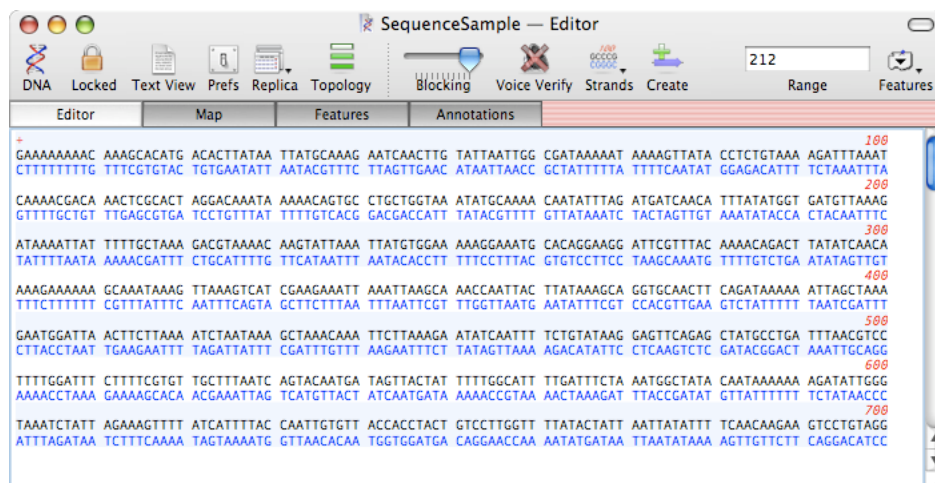 SequenceSample — Editor
212
DNA Locked Text View Prefs Replica Topology Blocking Voice Verify Strands Create Range Features
Editor Map Features Annotations
+ 100
GAAAAAAAAC AAAGCACATG ACACTTATAA TTATGCAAAG AATCAACTTG TATTAATTGG CGATAAAAAT AAAAGTTATA CCTCTGTAAA AGATTTAAAT
CTTTTTTTTG TTTCGTGTAC TGTGAATATT AATACGTTTC TTAGTTGAAC ATAATTAACC GCTATTTTTA TTTTCAATAT GGAGACATTT TCTAAATTTA
200
CAAAACGACA AACTCGCACT AGGACAAATA AAAACAGTGC CTGCTGGTAA ATATGCAAAA CAATATTTAG ATGATCAACA TTTATATGGT GATGTTAAAG
GTTTTGCTGT TTGAGCGTGA TCCTGTTTAT TTTTGTCACG GACGACCATT TATACGTTTT GTTATAAATC TACTAGTTGT AAATATACCA CTACAATTTC
300
ATAAAATTAT TTTTTGCTAAA GACGTAAAAC AAGTATTAAA TTATGTGGAA AAAGGAAATG CACAGGAAGG ATTCGTTTAC AAAACAGACT TATATCAACA
TATTTTAATA AAAACGATTT CTGCATTTTG TTCATAATTT AATACACCTT TTTCCTTTAC GTGTCCTTCC TAAGCAAATG TTTTGTCTGA ATATAGTTGT
400
AAAGAAAAAA GCAAATAAAG TTAAAGTCAT CGAAGAAATT AAATTAAGCA AACCAATTAC TTATAAAGCA GGTGCAACTT CAGATAAAAA ATTAGCTAAA
TTTCTTTTTT CGTTTATTTC AATTTCAGTA GCTTCTTTAA TTTAATTCGT TTGGTTAATG AATATTTCGT CCACGTTGAA GTCTATTTTT TAATCGATTT
500
GAATGGATTA ACTTCTTAAA ATCTAATAAA GCTAAACAAA TTCTTAAAGA ATATCAATTT TCTGTATAAG GAGTTCAGAG CTATGCCTGA TTTAACGTCC
CTTACCTAAT TGAAGAATTT TAGATTATTT CGATTTGTTT AAGAATTTCT TATAGTTAAA AGACATATTC CTCAAGTCTC GATACGGACT AAATTGCAGG
600
TTTTGGATTT CTTTTCGTGT TGCTTTAATC AGTACAATGA TAGTTACTAT TTTTGGCATT TTGATTTCTA AATGGCTATA CAATAAAAAA AGATATTGGG
AAAACCTAAA GAAAAGCACA ACGAAATTAG TCATGTTACT ATCAATGATA AAAACCGTAA AACTAAAGAT TTACCGATAT GTTATTTTTT TCTATAACCC
700
TAAATCTATT AGAAAGTTTT ATCATTTTAC CAATTGTGTT ACCACCTACT GTCCTTGGTT TTATACTATT AATTATATTT TCAACAAGAA GTCCTGTAGG
ATTTAGATAA TCTTTCAAAA TAGTAAAATG GTTAACACAA TGGTGGATGA CAGGAACCAA AATATGATAA TTAATATAAA AGTTGTTCTT CAGGACATCC